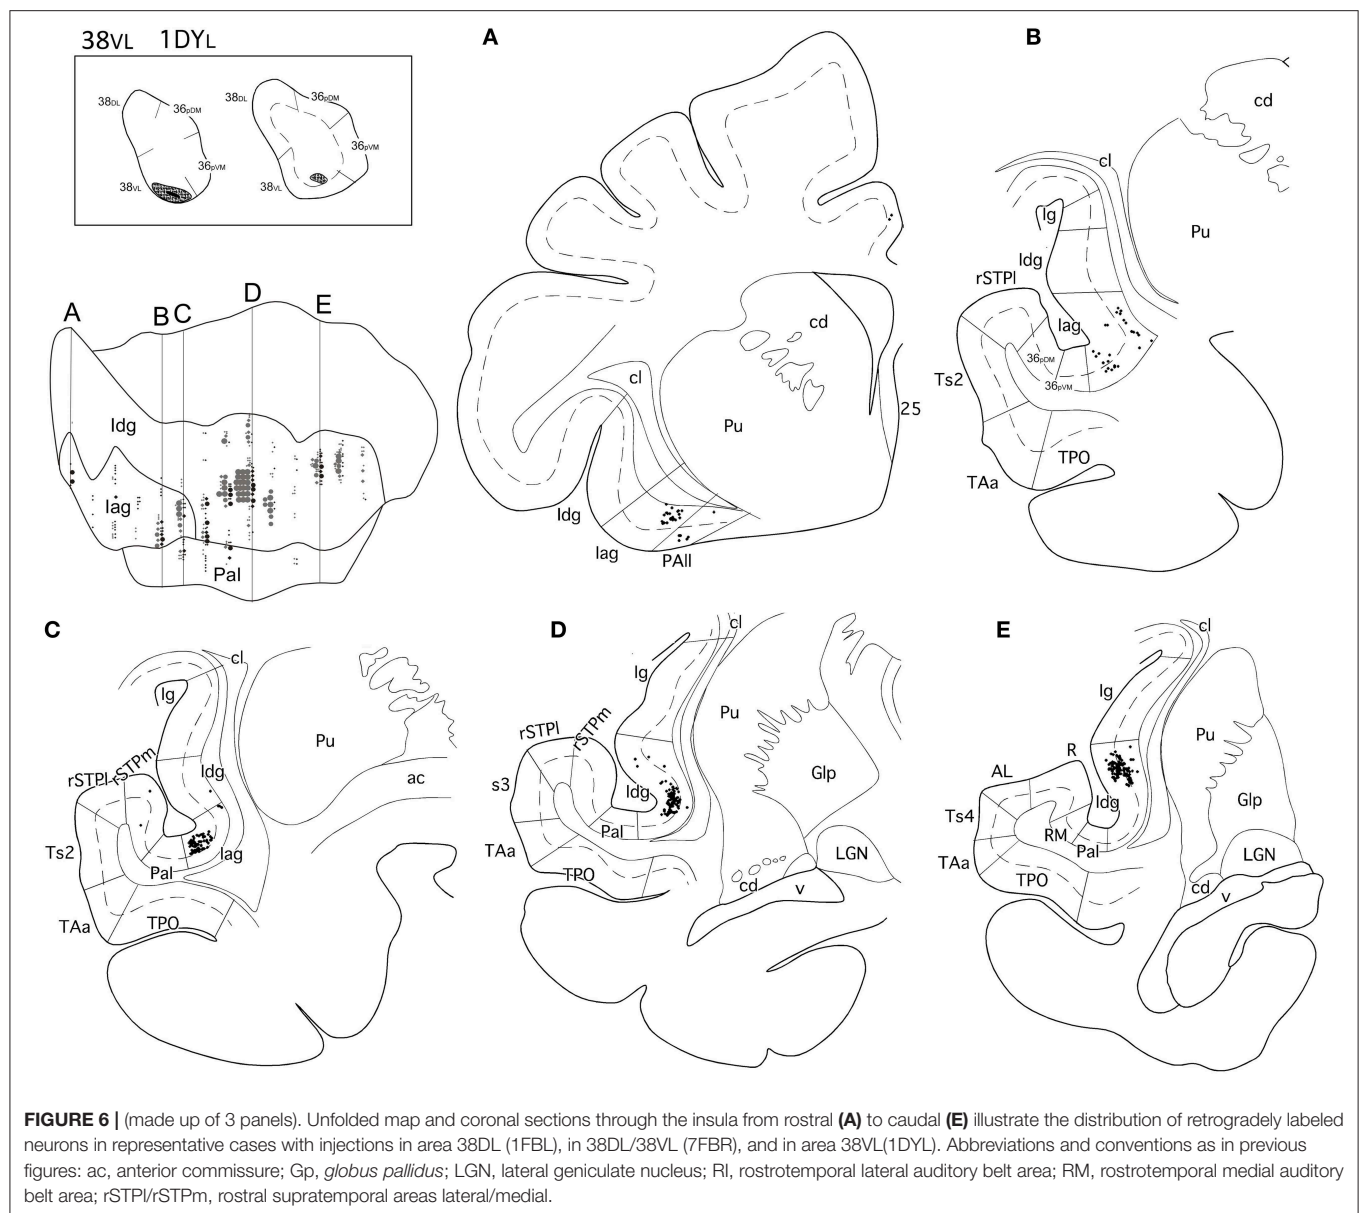 38VL 1DYL
38DL 36pDM 38DL 36pDM
36pVM 36pVM
38VL 38VL
A B C D E
Idg
Iag
PaI
A
cl
cd
Pu
25
Idg
Iag
PAll
B
cd
cl
Ig
Pu
Idg
rSTPl
Iag
36pDM
36pVM
Ts2
TPO
TAa
C
cl
Ig
Pu
rSTPl rSTPm
Idg
ac
Ts2
Iag
PaI
TAa
TPO
D
cl
Ig
rSTPl rSTPm
Pu
s3
Idg
Glp
PaI
TAa
LGN
TPO
cd
v
E
cl
Ig
R
Pu
AL
Idg
Glp
Ts4
RM
PaI
TAa
LGN
TPO
cd
v
FIGURE 6 | (made up of 3 panels). Unfolded map and coronal sections through the insula from rostral (A) to caudal (E) illustrate the distribution of retrogradely labeled
neurons in representative cases with injections in area 38DL (1FBL), in 38DL/38VL (7FBR), and in area 38VL(1DYL). Abbreviations and conventions as in previous
figures: ac, anterior commissure; Gp, globus pallidus; LGN, lateral geniculate nucleus; Rl, rostrotemporal lateral auditory belt area; RM, rostrotemporal medial auditory
belt area; rSTPl/rSTPm, rostral supratemporal areas lateral/medial.